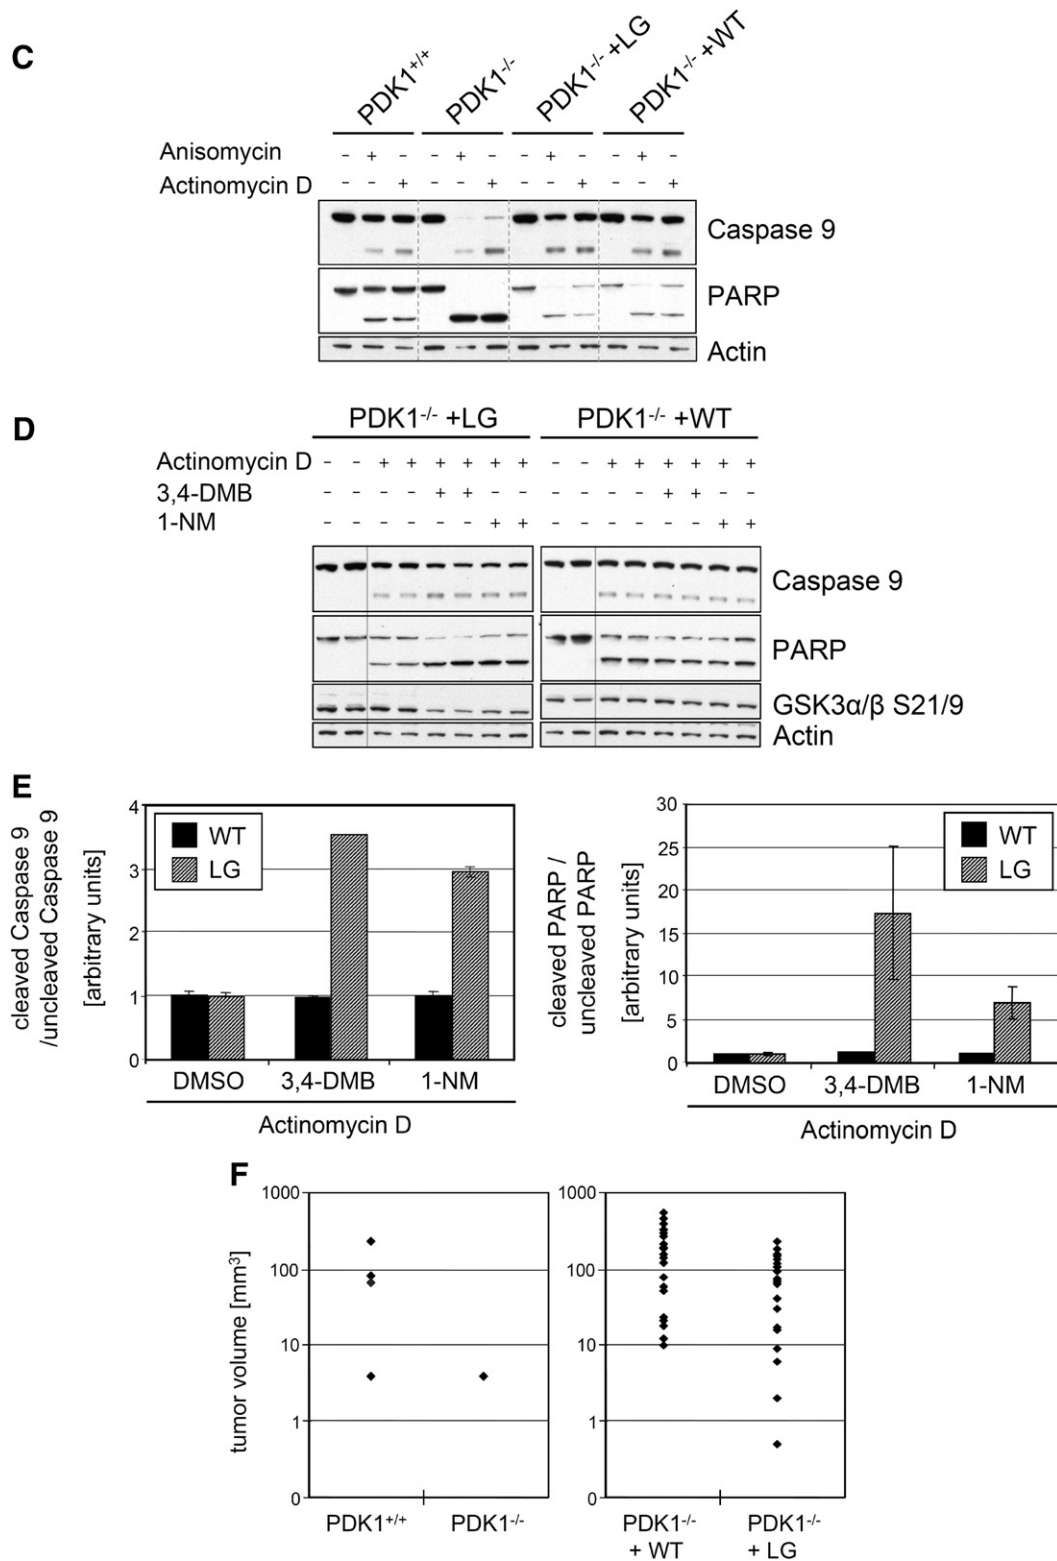 C
PDK1+/+ PDK1-/- PDK1-/- +LG PDK1-/- +WT
Anisomycin - + - - + - - + - - + -
Actinomycin D - - + - - + - - + - - +
Caspase 9
PARP
Actin
D
PDK1-/- +LG PDK1-/- +WT
Actinomycin D - - + + + + + + - - + + + + + +
3,4-DMB - - - - + + - - - - - - + + - -
1-NM - - - - - - + + - - - - - - + +
Caspase 9
PARP
GSK3α/β S21/9
Actin
E
cleaved Caspase 9
/uncleaved Caspase 9
[arbitrary units]
4
3
2
1
0
WT
LG
DMSO 3,4-DMB 1-NM
Actinomycin D
cleaved PARP /
uncleaved PARP
[arbitrary units]
30
25
20
15
10
5
0
WT
LG
DMSO 3,4-DMB 1-NM
Actinomycin D
F
tumor volume [mm3]
1000
100
10
1
0
PDK1+/+ PDK1-/-
1000
100
10
1
0
PDK1-/- PDK1-/-
+ WT + LG